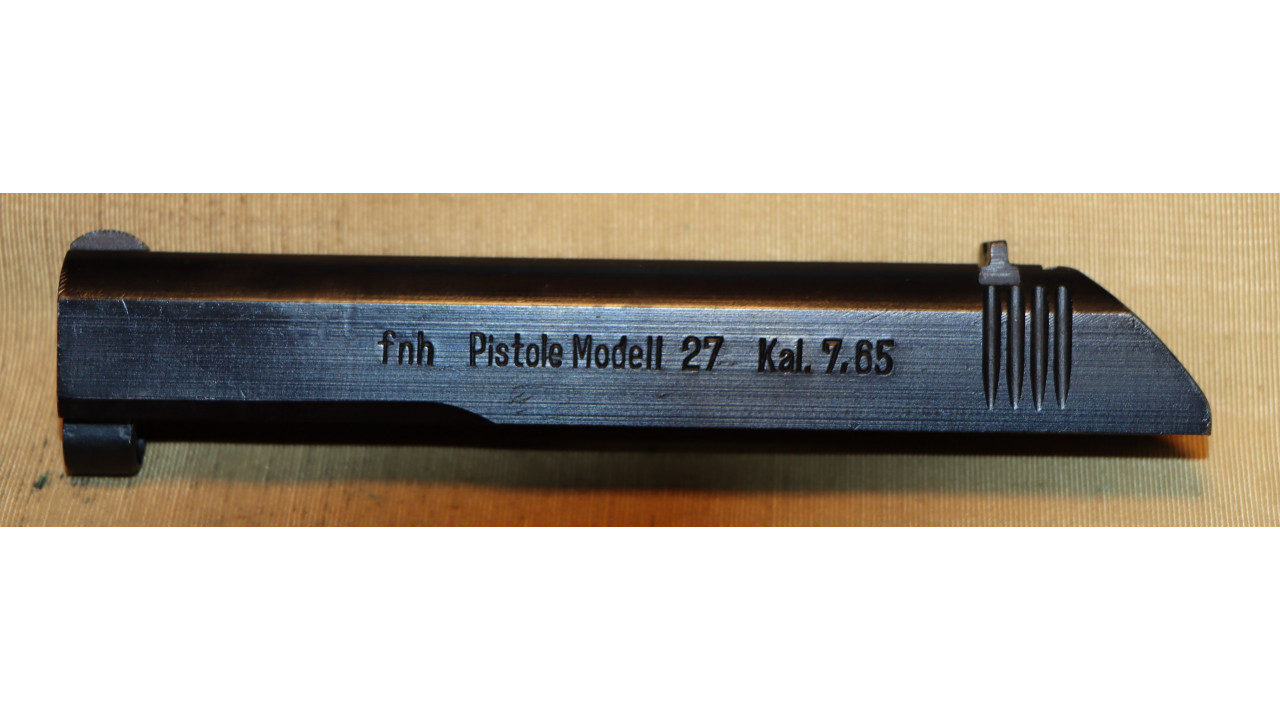 fnh Pistole Modell 27 Kal. 7.65